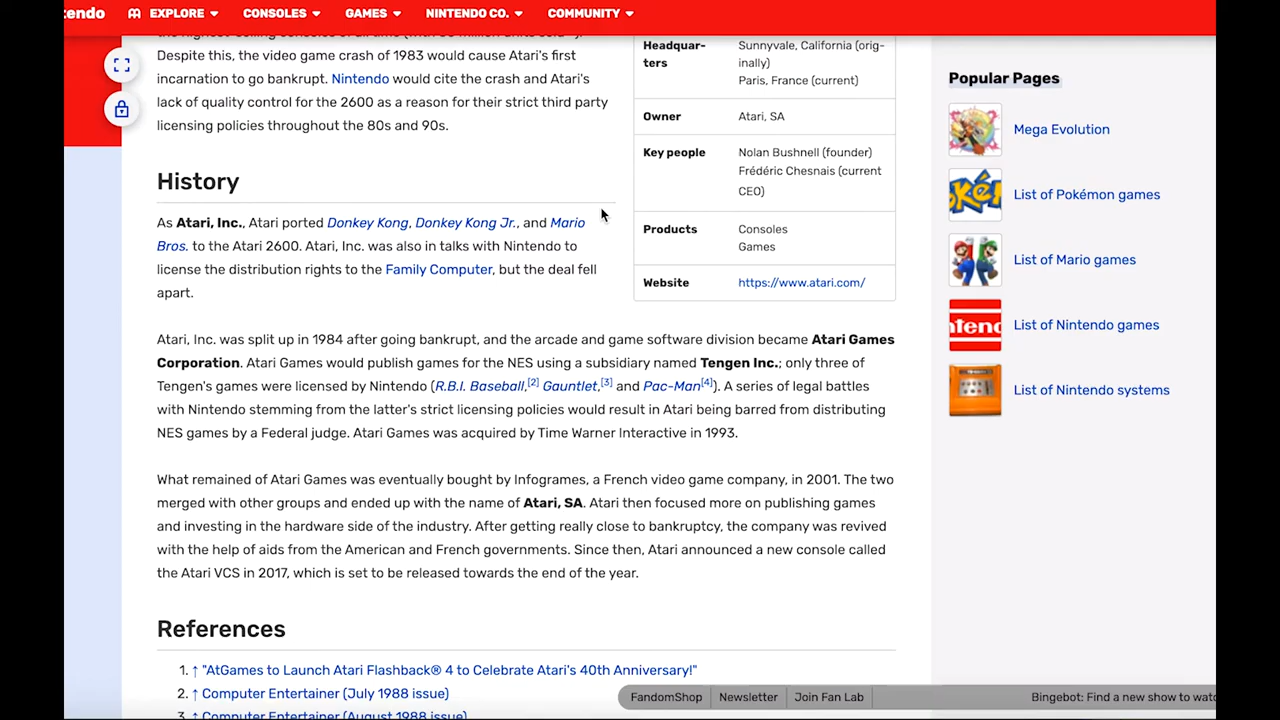 tendo
EXPLORE
CONSOLES
GAMES
NINTENDO CO.
COMMUNITY
Despite this, the video game crash of 1983 would cause Atari's first
incarnation to go bankrupt. Nintendo would cite the crash and Atari's
lack of quality control for the 2600 as a reason for their strict third party
licensing policies throughout the 80s and 90s.
Headquar-
ters
Sunnyvale, California (orig-
inally)
Paris, France (current)
Owner
Atari, SA
Key people
Nolan Bushnell (founder)
Frédéric Chesnais (current
CEO)
Products
Consoles
Games
Website
https://www.atari.com/
History
As Atari, Inc., Atari ported Donkey Kong, Donkey Kong Jr., and Mario
Bros. to the Atari 2600. Atari, Inc. was also in talks with Nintendo to
license the distribution rights to the Family Computer, but the deal fell
apart.
Atari, Inc. was split up in 1984 after going bankrupt, and the arcade and game software division became Atari Games
Corporation. Atari Games would publish games for the NES using a subsidiary named Tengen Inc.; only three of
Tengen's games were licensed by Nintendo (R.B.I. Baseball,[2] Gauntlet,[3] and Pac-Man[4]). A series of legal battles
with Nintendo stemming from the latter's strict licensing policies would result in Atari being barred from distributing
NES games by a Federal judge. Atari Games was acquired by Time Warner Interactive in 1993.
What remained of Atari Games was eventually bought by Infogrames, a French video game company, in 2001. The two
merged with other groups and ended up with the name of Atari, SA. Atari then focused more on publishing games
and investing in the hardware side of the industry. After getting really close to bankruptcy, the company was revived
with the help of aids from the American and French governments. Since then, Atari announced a new console called
the Atari VCS in 2017, which is set to be released towards the end of the year.
References
1. ↑ "AtGames to Launch Atari Flashback® 4 to Celebrate Atari's 40th Anniversary!"
2. ↑ Computer Entertainer (July 1988 issue)
3. ↑ Computer Entertainer (August 1988 issue)
Popular Pages
Mega Evolution
List of Pokémon games
List of Mario games
List of Nintendo games
List of Nintendo systems
FandomShop
Newsletter
Join Fan Lab
Bingebot: Find a new show to watc